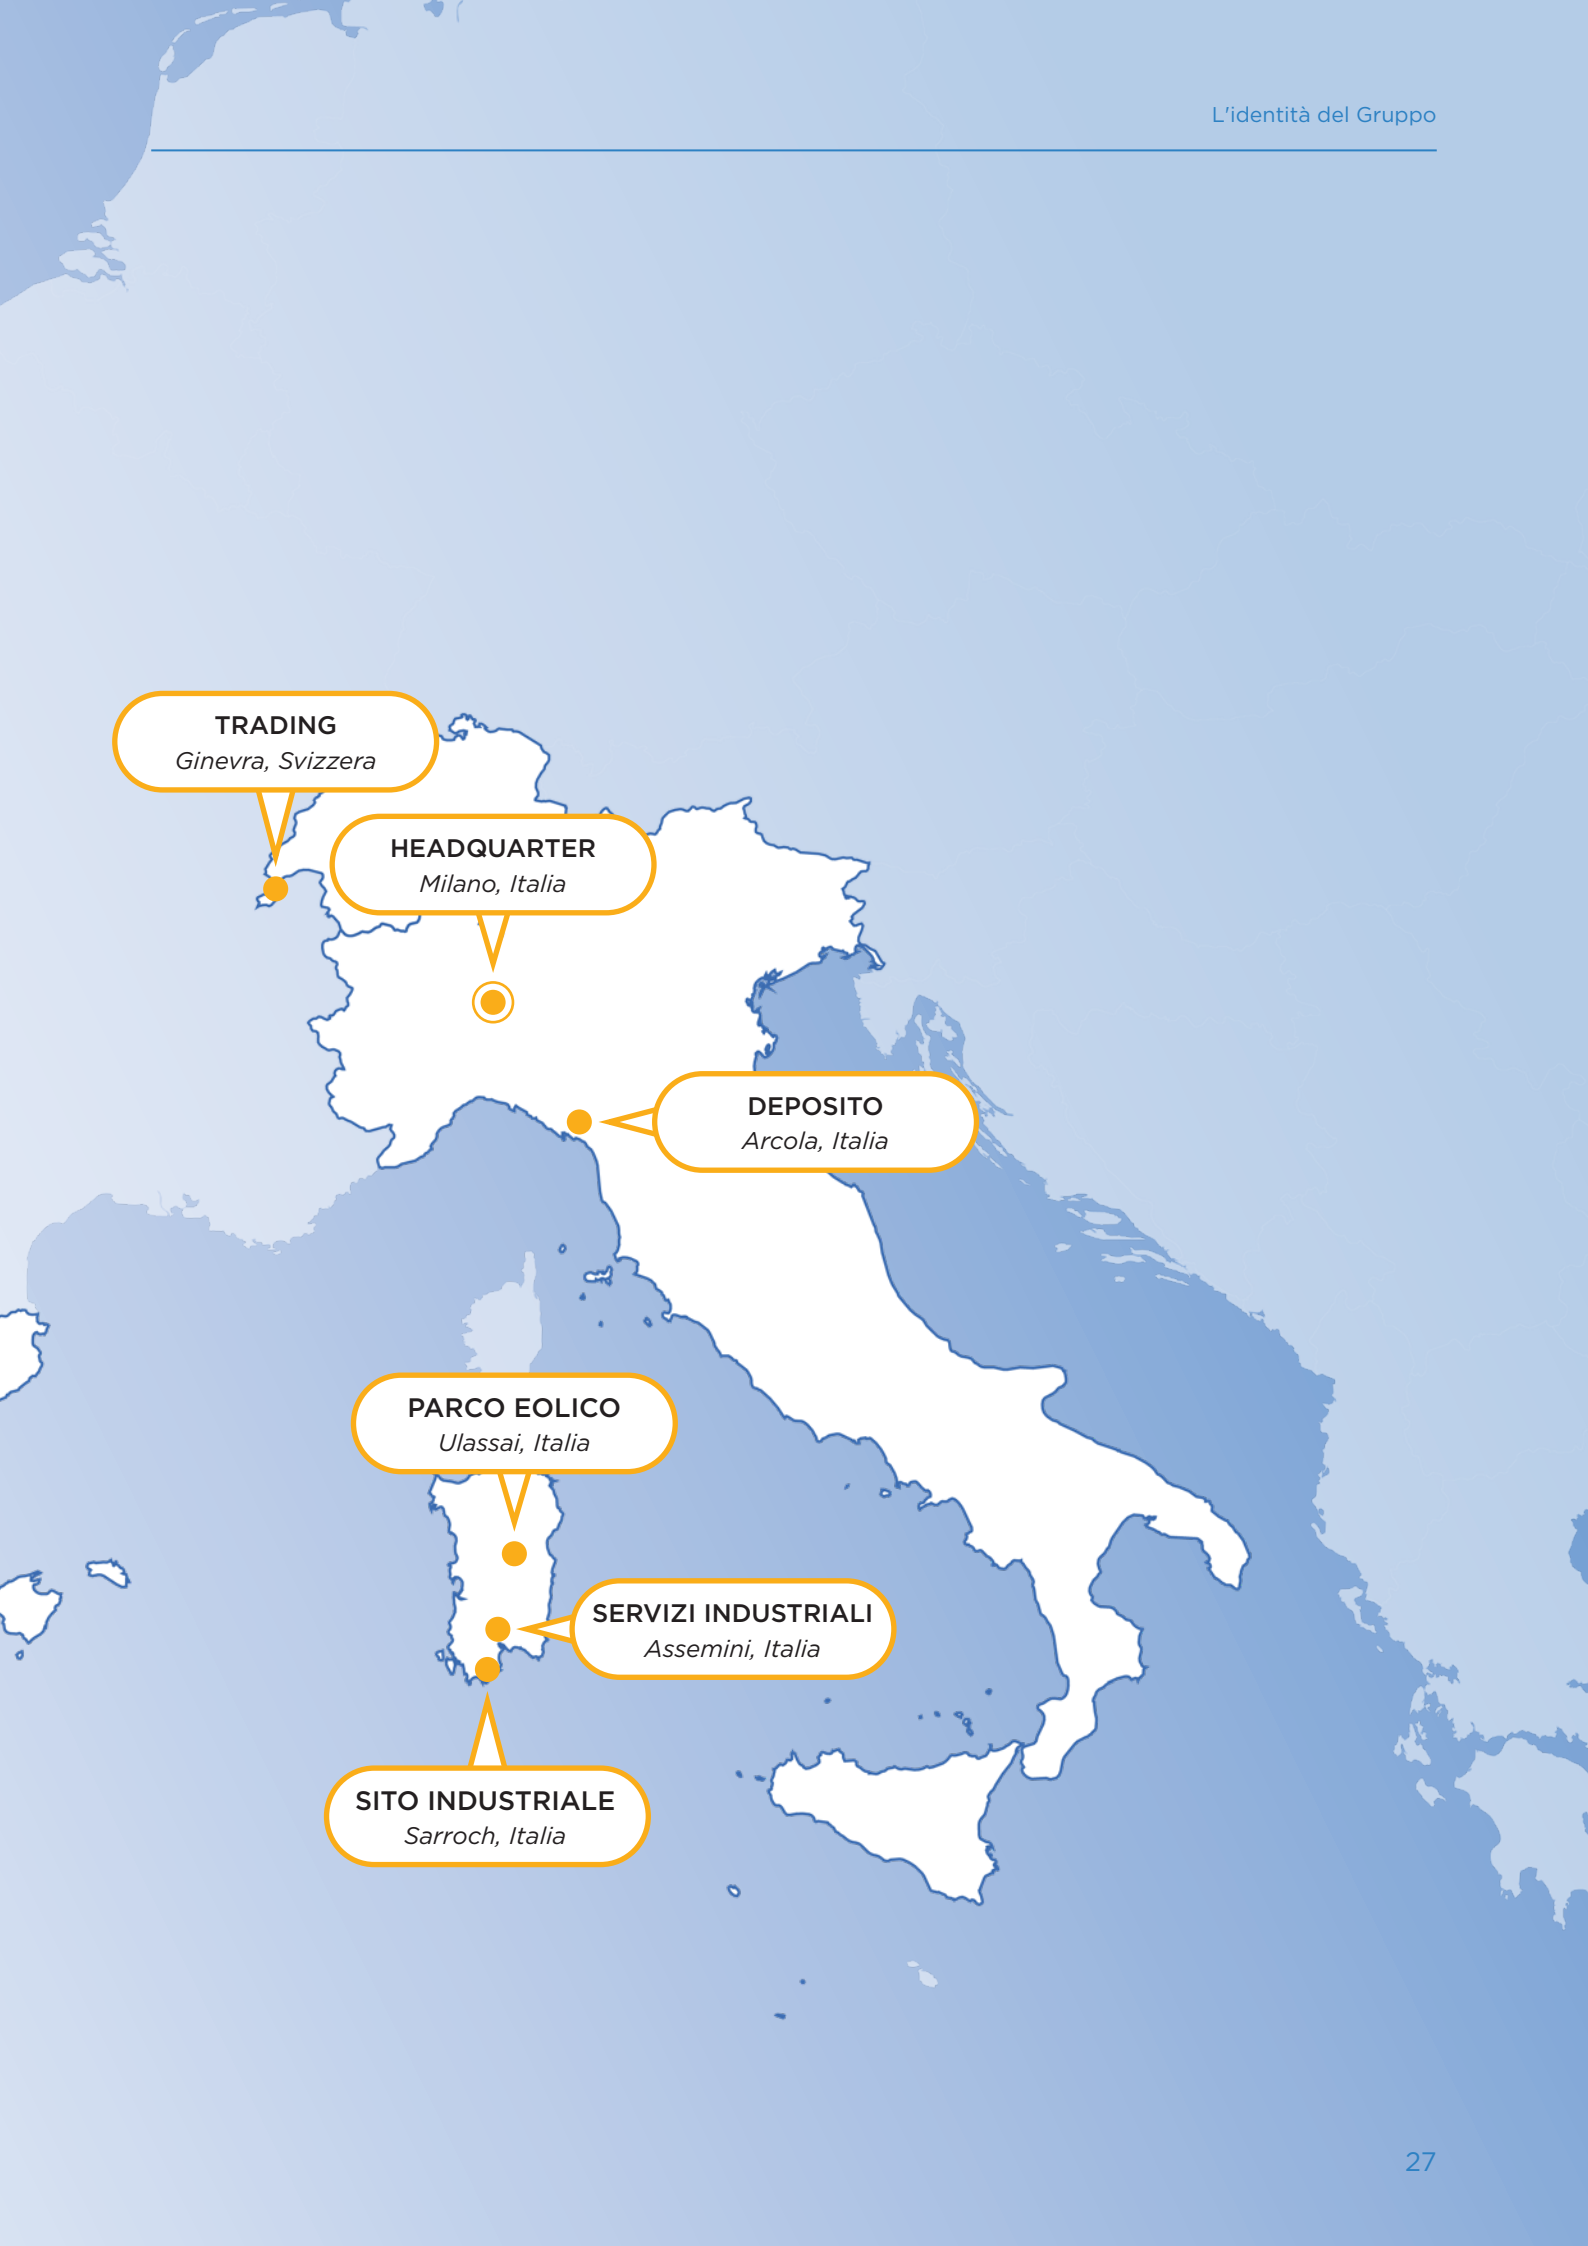 L'identità del Gruppo
TRADING
Ginevra, Svizzera
HEADQUARTER
Milano, Italia
DEPOSITO
Arcola, Italia
PARCO EOLICO
Ulassai, Italia
SERVIZI INDUSTRIALI
Assemini, Italia
SITO INDUSTRIALE
Sarroch, Italia
27